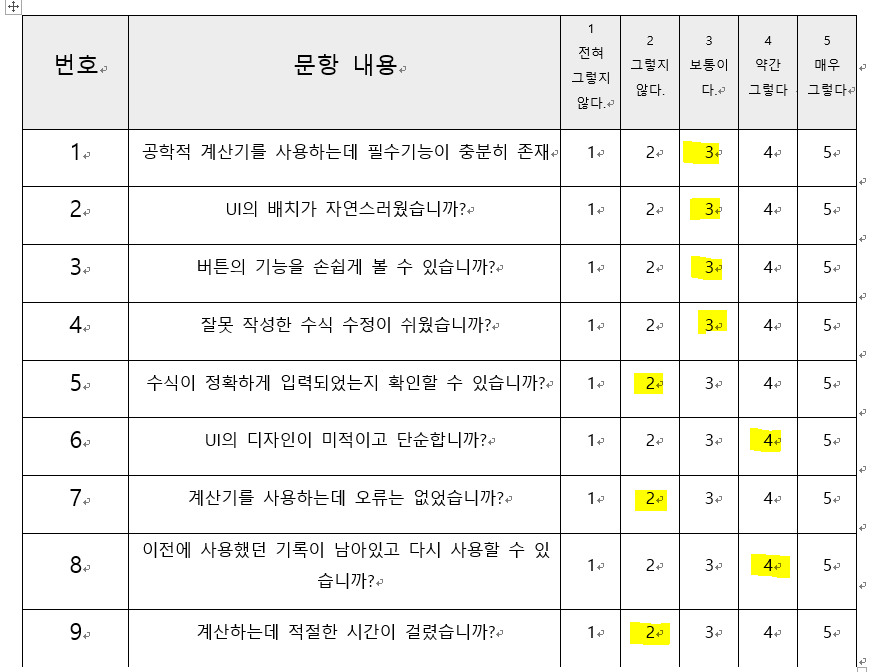 번호 문항 내용 1 전혀 그렇지 않다. 2 그렇지 않다. 3 보통이다. 4 약간 그렇다 5 매우 그렇다
1 공학적 계산기를 사용하는데 필수기능이 충분히 존재 1 2 3 4 5
2 UI의 배치가 자연스러웠습니까? 1 2 3 4 5
3 버튼의 기능을 손쉽게 볼 수 있습니까? 1 2 3 4 5
4 잘못 작성한 수식 수정이 쉬웠습니까? 1 2 3 4 5
5 수식이 정확하게 입력되었는지 확인할 수 있습니까? 1 2 3 4 5
6 UI의 디자인이 미적이고 단순합니까? 1 2 3 4 5
7 계산기를 사용하는데 오류는 없었습니까? 1 2 3 4 5
8 이전에 사용했던 기록이 남아있고 다시 사용할 수 있
습니까? 1 2 3 4 5
9 계산하는데 적절한 시간이 걸렸습니까? 1 2 3 4 5